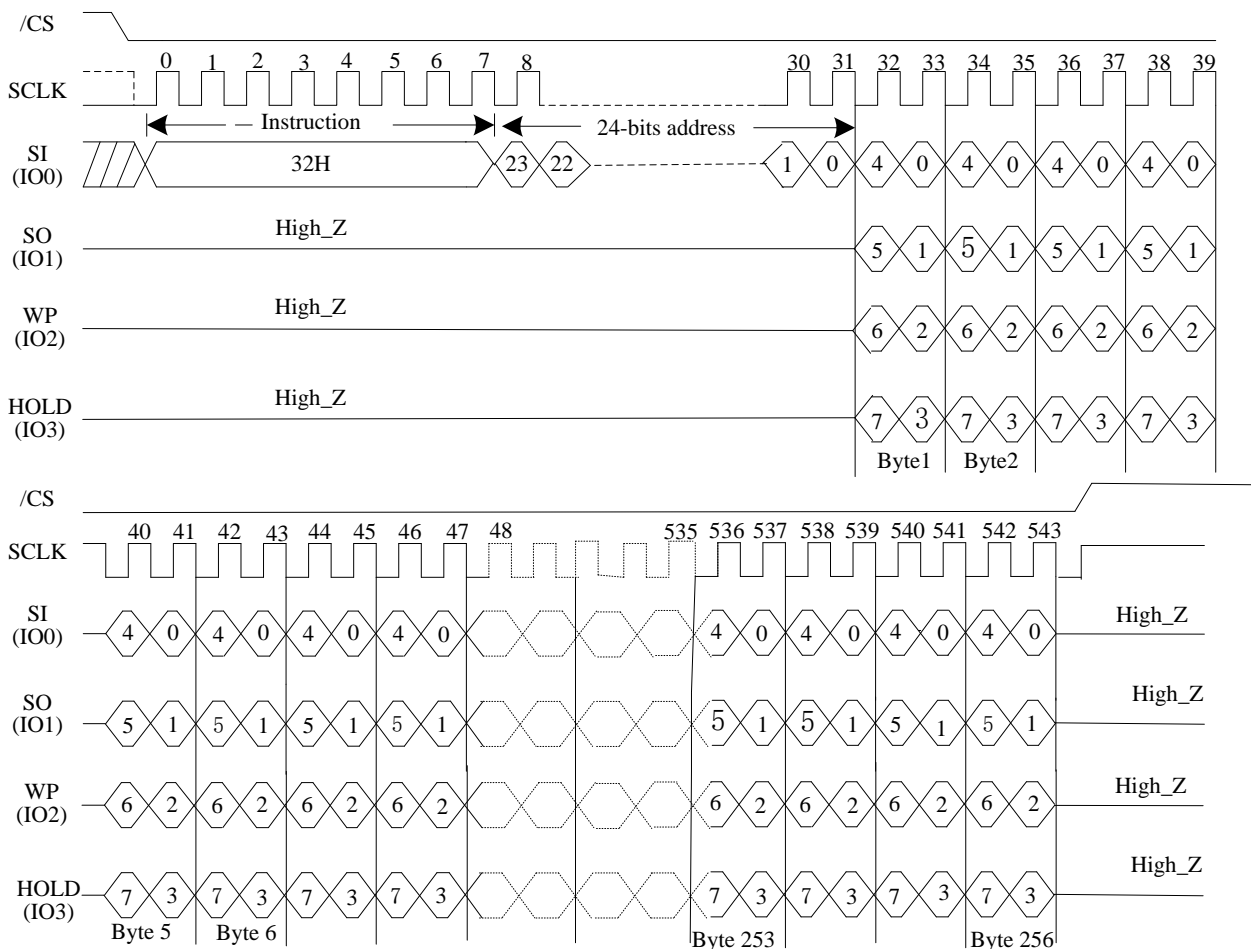 /CS
0 1 2 3 4 5 6 7 8 30 31 32 33 34 35 36 37 38 39
SCLK
Instruction 24-bits address
SI
(IO0)
32H 23 22 1 0 4 0 4 0 4 0 4 0
High_Z
SO
(IO1)
5 1 5 1 5 1 5 1
High_Z
WP
(IO2)
6 2 6 2 6 2 6 2
High_Z
HOLD
(IO3)
7 3 7 3 7 3 7 3
Byte1 Byte2
/CS
40 41 42 43 44 45 46 47 48 535 536 537 538 539 540 541 542 543
SCLK
SI
(IO0)
4 0 4 0 4 0 4 0 4 0 4 0 4 0 4 0
High_Z
SO
(IO1)
5 1 5 1 5 1 5 1 5 1 5 1 5 1 5 1
High_Z
WP
(IO2)
6 2 6 2 6 2 6 2 6 2 6 2 6 2 6 2
High_Z
HOLD
(IO3)
7 3 7 3 7 3 7 3 7 3 7 3 7 3 7 3
High_Z
Byte 5 Byte 6 Byte 253 Byte 256